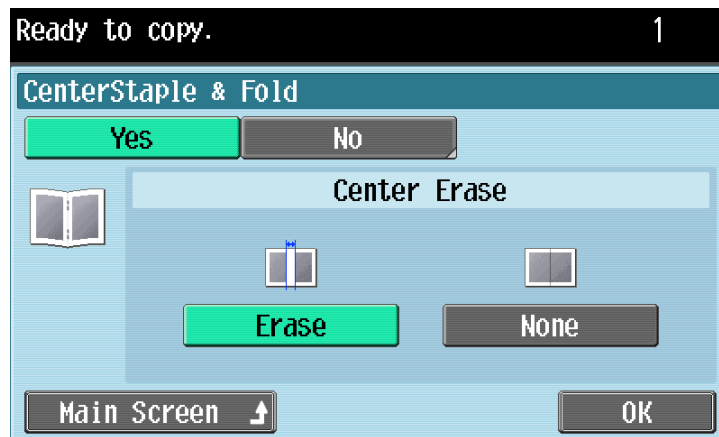 Ready to copy. 1
CenterStaple & Fold
Yes No
Center Erase
Erase None
Main Screen OK